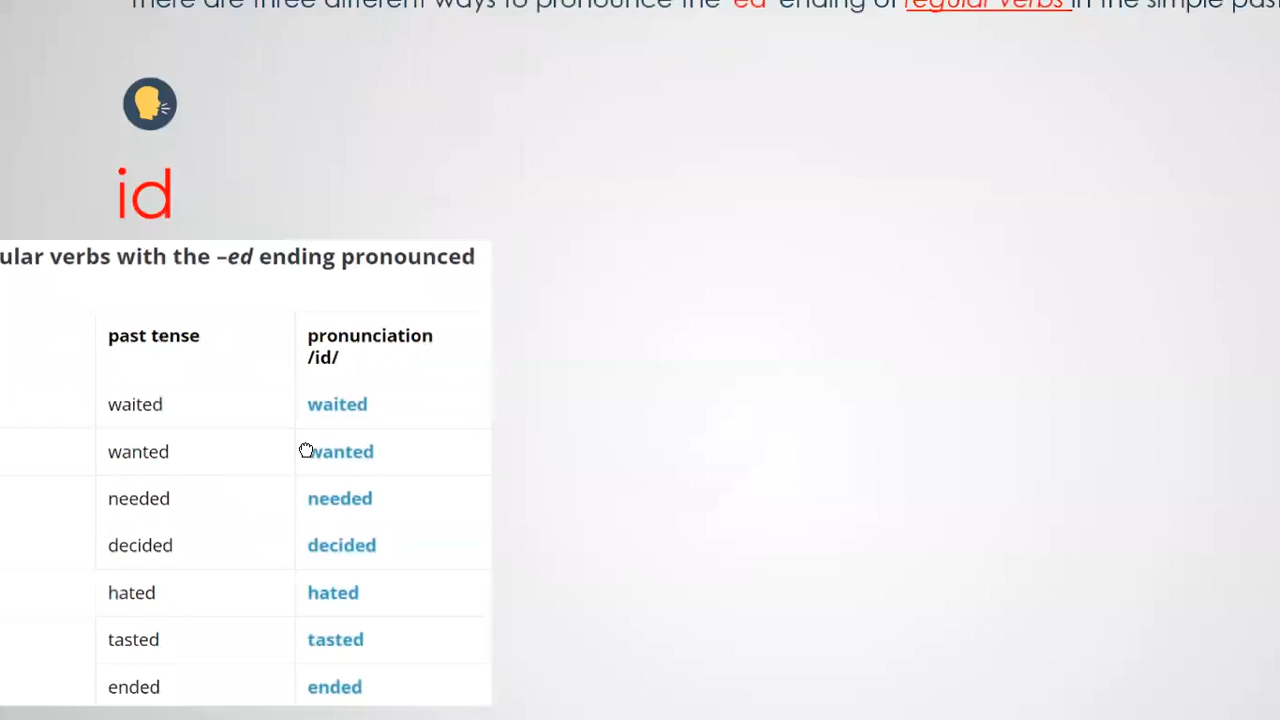 There are three different ways to pronounce the 'ed' ending of regular verbs in the simple past
id
ular verbs with the –ed ending pronounced
past tense pronunciation
/id/
waited waited
wanted wanted
needed needed
decided decided
hated hated
tasted tasted
ended ended